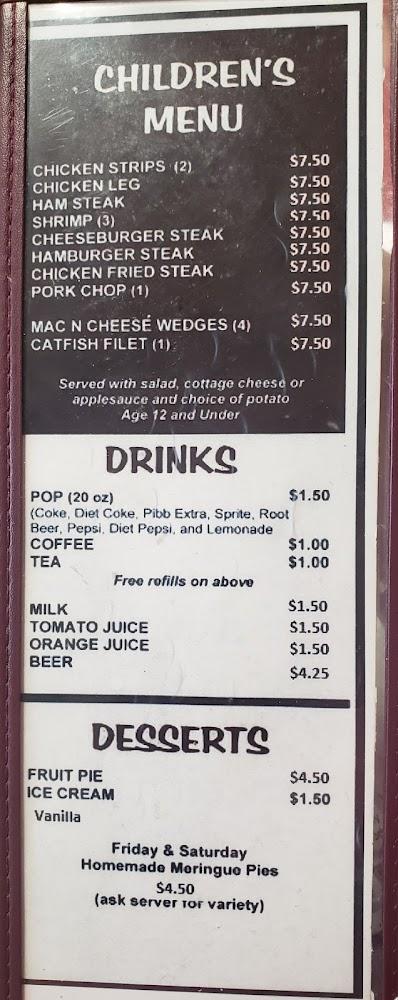 CHILDREN'S
MENU
CHICKEN STRIPS (2) $7.50
CHICKEN LEG $7.50
HAM STEAK $7.50
SHRIMP (3) $7.50
CHEESEBURGER STEAK $7.50
HAMBURGER STEAK $7.50
CHICKEN FRIED STEAK $7.50
PORK CHOP (1) $7.50
MAC N CHEESE WEDGES (4) $7.50
CATFISH FILET (1) $7.50
Served with salad, cottage cheese or
applesauce and choice of potato
Age 12 and Under
DRINKS
POP (20 oz) $1.50
(Coke, Diet Coke, Pibb Extra, Sprite, Root
Beer, Pepsi, Diet Pepsi, and Lemonade
COFFEE $1.00
TEA $1.00
Free refills on above
MILK $1.50
TOMATO JUICE $1.50
ORANGE JUICE $1.50
BEER $4.25
DESSERTS
FRUIT PIE $4.50
ICE CREAM $1.50
Vanilla
Friday & Saturday
Homemade Meringue Pies
$4.50
(ask server for variety)